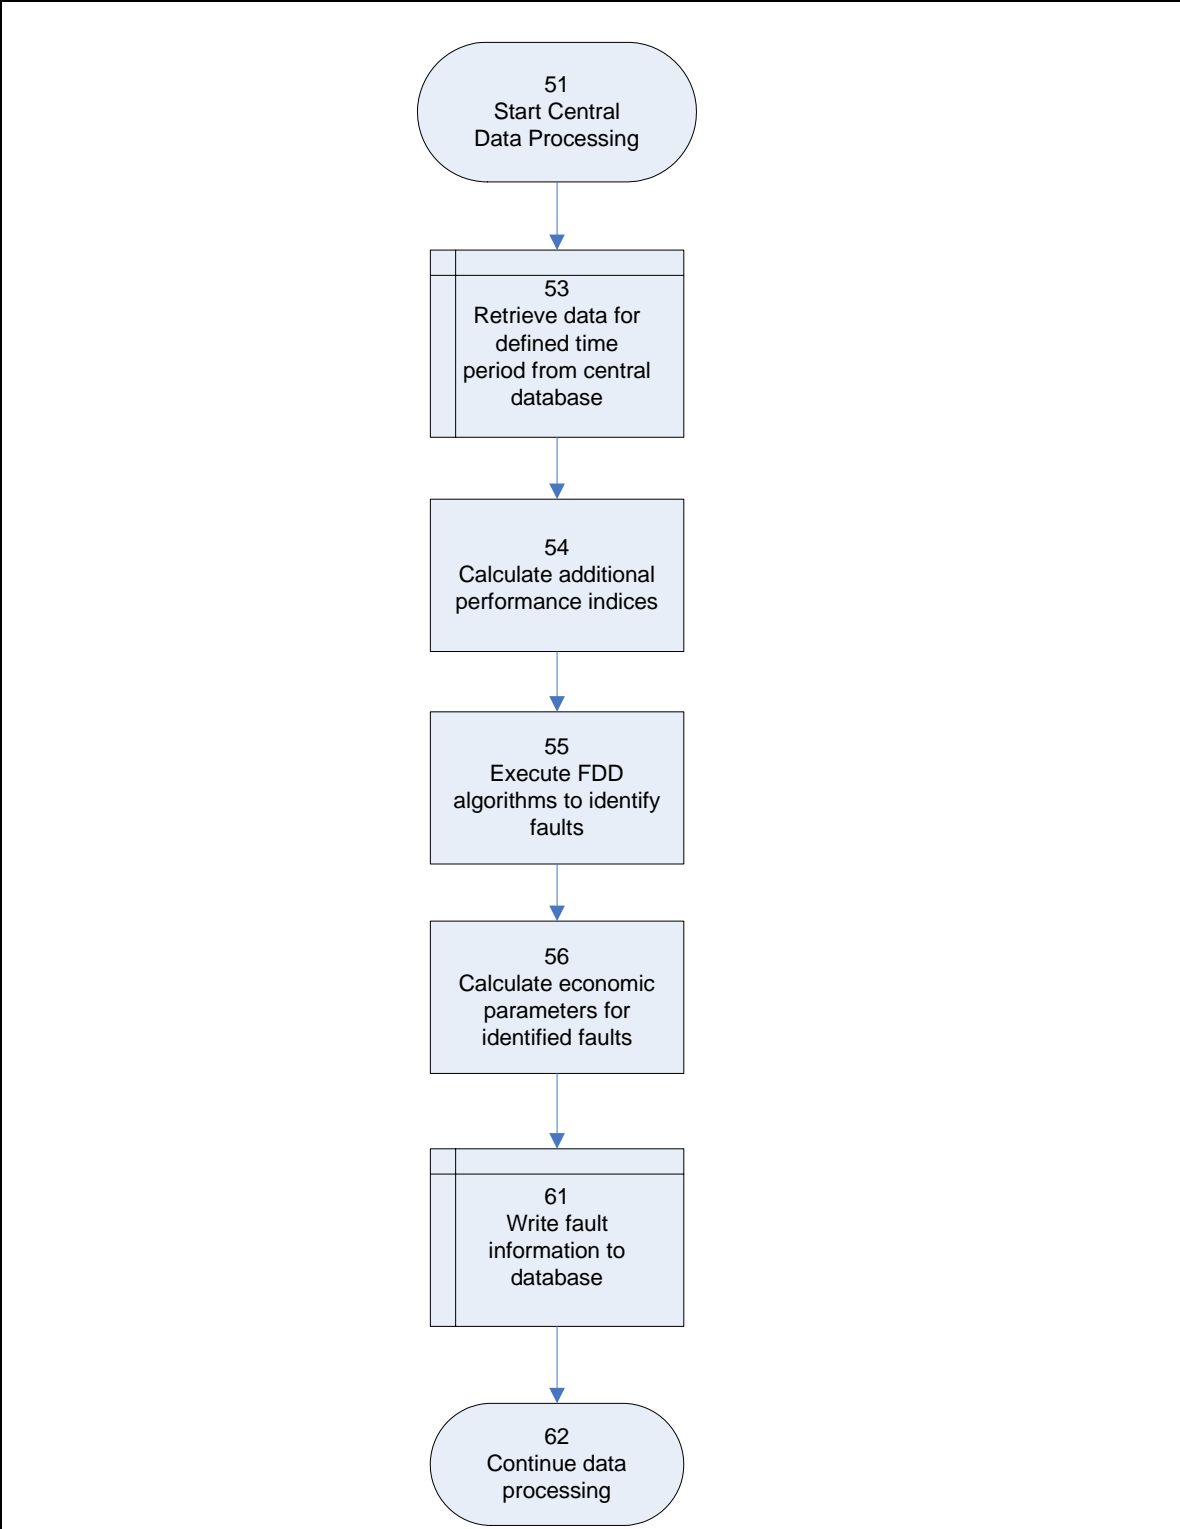 51
Start Central
Data Processing
53
Retrieve data for
defined time
period from central
database
54
Calculate additional
performance indices
55
Execute FDD
algorithms to identify
faults
56
Calculate economic
parameters for
identified faults
61
Write fault
information to
database
62
Continue data
processing